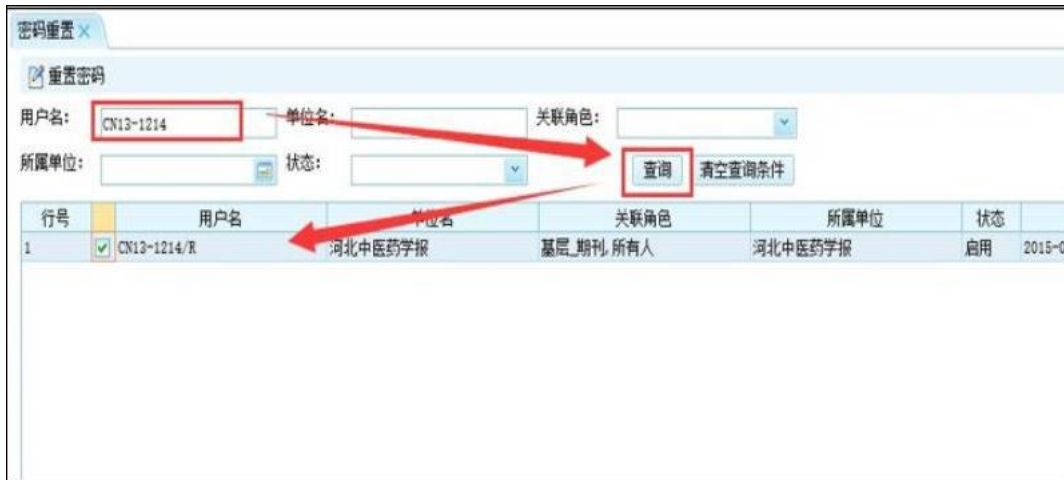 密码重置
重置密码
用户名： CN13-1214 单位名： 关联角色：
所属单位： 状态： 查询 清空查询条件
行号 用户名 单位名 关联角色 所属单位 状态
1 CN13-1214/R 河北中医药学报 基层_期刊,所有人 河北中医药学报 启用 2015-0